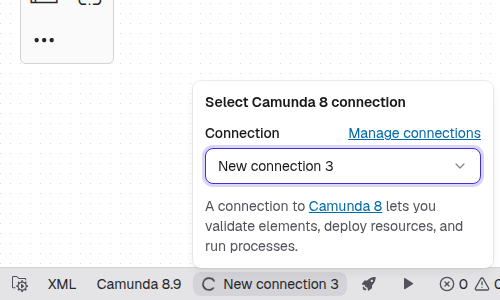 Select Camunda 8 connection
Connection
Manage connections
New connection 3
A connection to Camunda 8 lets you
validate elements, deploy resources, and
run processes.
XML
Camunda 8.9
New connection 3
0